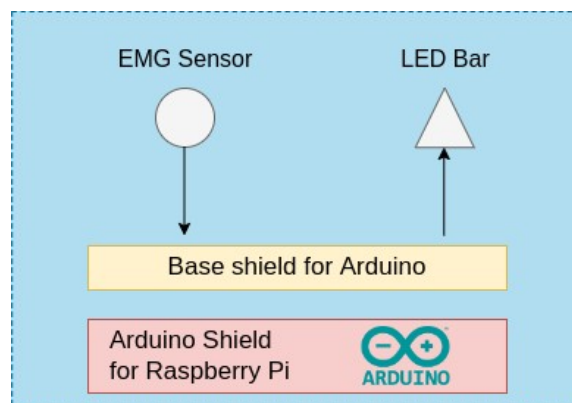 EMG Sensor
LED Bar
Base shield for Arduino
Arduino Shield
for Raspberry Pi
ARDUINO